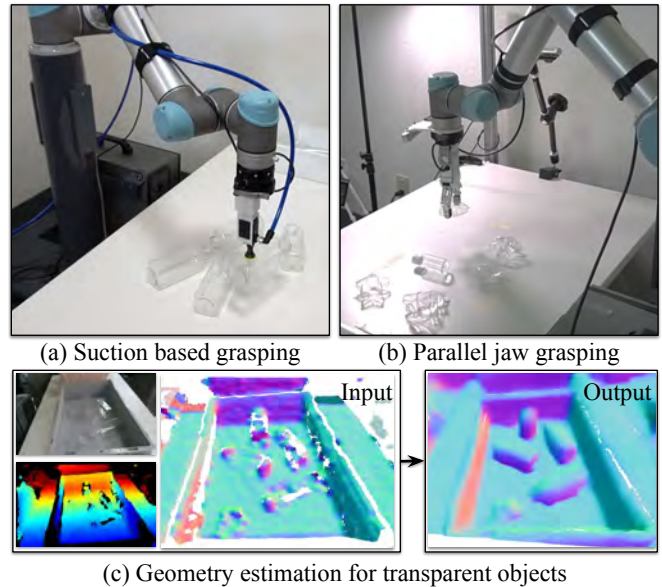 (a) Suction based grasping
(b) Parallel jaw grasping
Input
Output
(c) Geometry estimation for transparent objects